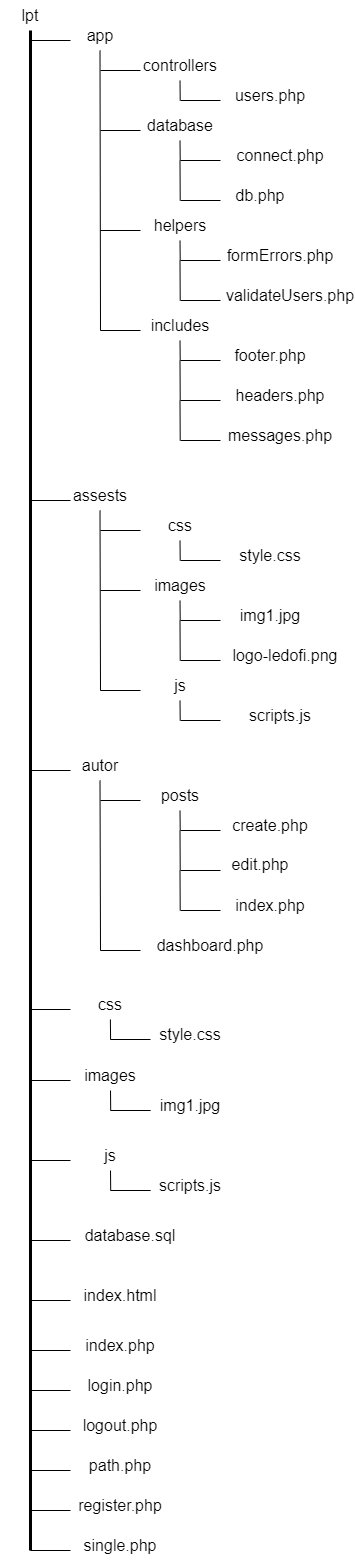 lpt
app
controllers
users.php
database
connect.php
db.php
helpers
formErrors.php
validateUsers.php
includes
footer.php
headers.php
messages.php
assests
css
style.css
images
img1.jpg
logo-ledofi.png
js
scripts.js
autor
posts
create.php
edit.php
index.php
dashboard.php
css
style.css
images
img1.jpg
js
scripts.js
database.sql
index.html
index.php
login.php
logout.php
path.php
register.php
single.php